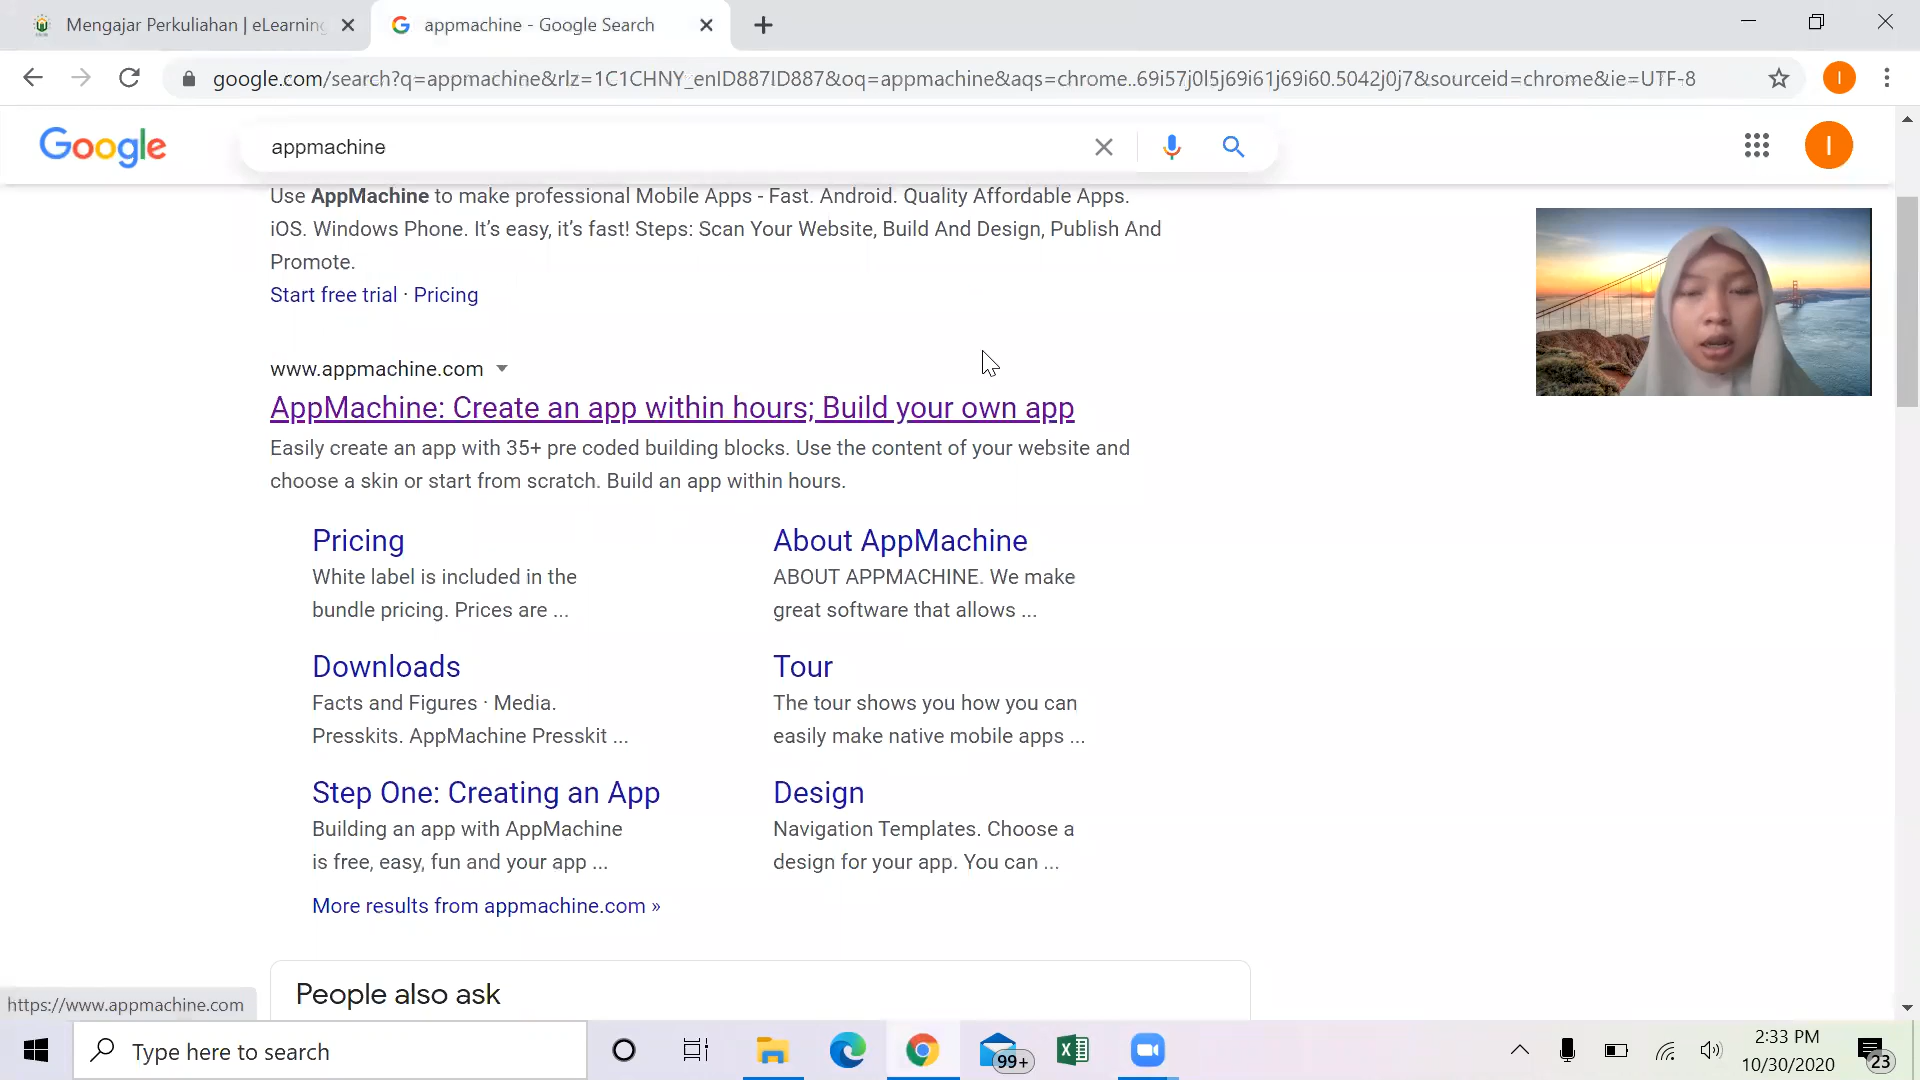 Mengajar Perkuliahan | eLearning
appmachine - Google Search
google.com/search?q=appmachine&rlz=1C1CHNY_enID887ID887&oq=appmachine&aqs=chrome..69i57j0l5j69i61j69i60.5042j0j7&sourceid=chrome&ie=UTF-8
I
Google
appmachine
I
Use AppMachine to make professional Mobile Apps - Fast. Android. Quality Affordable Apps.
iOS. Windows Phone. It’s easy, it’s fast! Steps: Scan Your Website, Build And Design, Publish And
Promote.
Start free trial · Pricing
www.appmachine.com
AppMachine: Create an app within hours; Build your own app
Easily create an app with 35+ pre coded building blocks. Use the content of your website and
choose a skin or start from scratch. Build an app within hours.
Pricing
White label is included in the
bundle pricing. Prices are ...
About AppMachine
ABOUT APPMACHINE. We make
great software that allows ...
Downloads
Facts and Figures · Media.
Presskits. AppMachine Presskit ...
Tour
The tour shows you how you can
easily make native mobile apps ...
Step One: Creating an App
Building an app with AppMachine
is free, easy, fun and your app ...
Design
Navigation Templates. Choose a
design for your app. You can ...
More results from appmachine.com »
People also ask
https://www.appmachine.com
Type here to search
99+
2:33 PM
10/30/2020
23